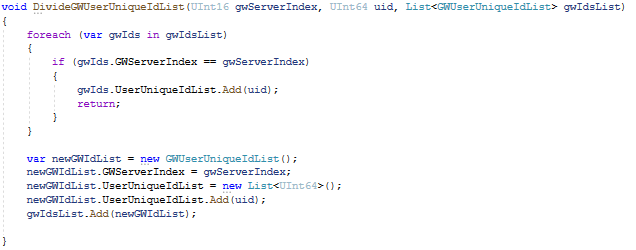 void DivideGWUserUniqueIdList(UInt16 gwServerIndex, UInt64 uid, List<GWUserUniqueIdList> gwIdsList)
{
    foreach (var gwIds in gwIdsList)
    {
        if (gwIds.GWServerIndex == gwServerIndex)
        {
            gwIds.UserUniqueIdList.Add(uid);
            return;
        }
    }
    var newGWIdList = new GWUserUniqueIdList();
    newGWIdList.GWServerIndex = gwServerIndex;
    newGWIdList.UserUniqueIdList = new List<UInt64>();
    newGWIdList.UserUniqueIdList.Add(uid);
    gwIdsList.Add(newGWIdList);
}